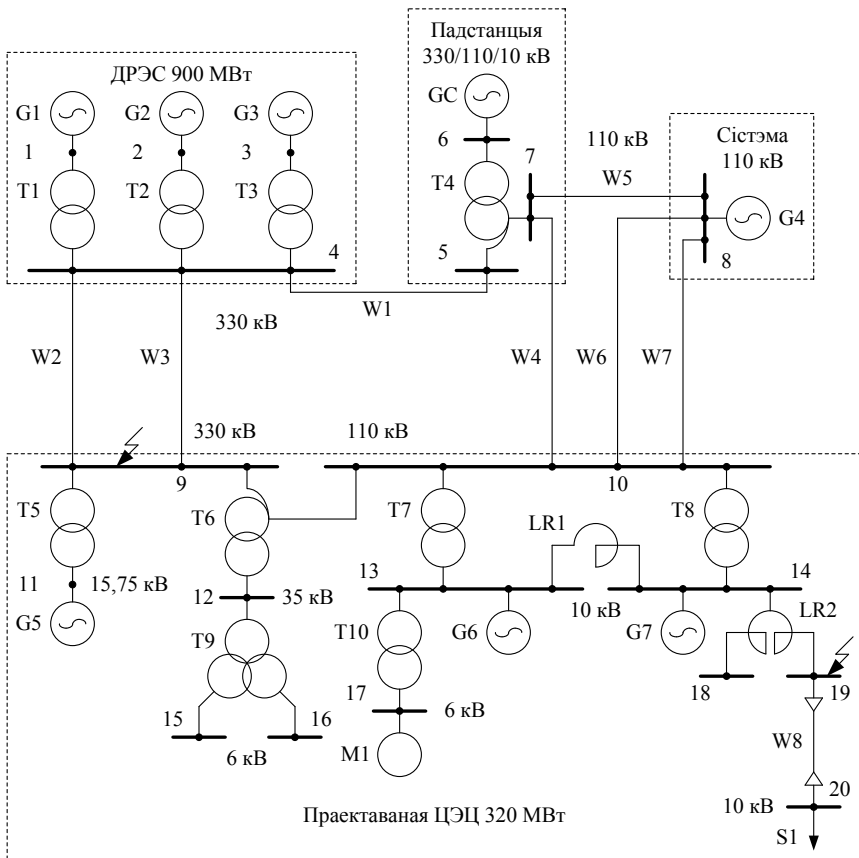 Падстанцыя
330/110/10 кВ
ДРЭС 900 МВт
G1
G2
G3
GC
1
2
3
6
7
110 кВ
Сістэма
110 кВ
T1
T2
T3
T4
W5
G4
4
5
8
W1
330 кВ
W2
W3
W4
W6
W7
330 кВ
110 кВ
9
10
T5
T6
T7
LR1
T8
11
15,75 кВ
13
14
12
35 кВ
10 кВ
G5
T9
T10
G6
G7
LR2
17
18
19
15
16
6 кВ
6 кВ
M1
W8
20
10 кВ
Праектаваная ЦЭЦ 320 МВт
S1